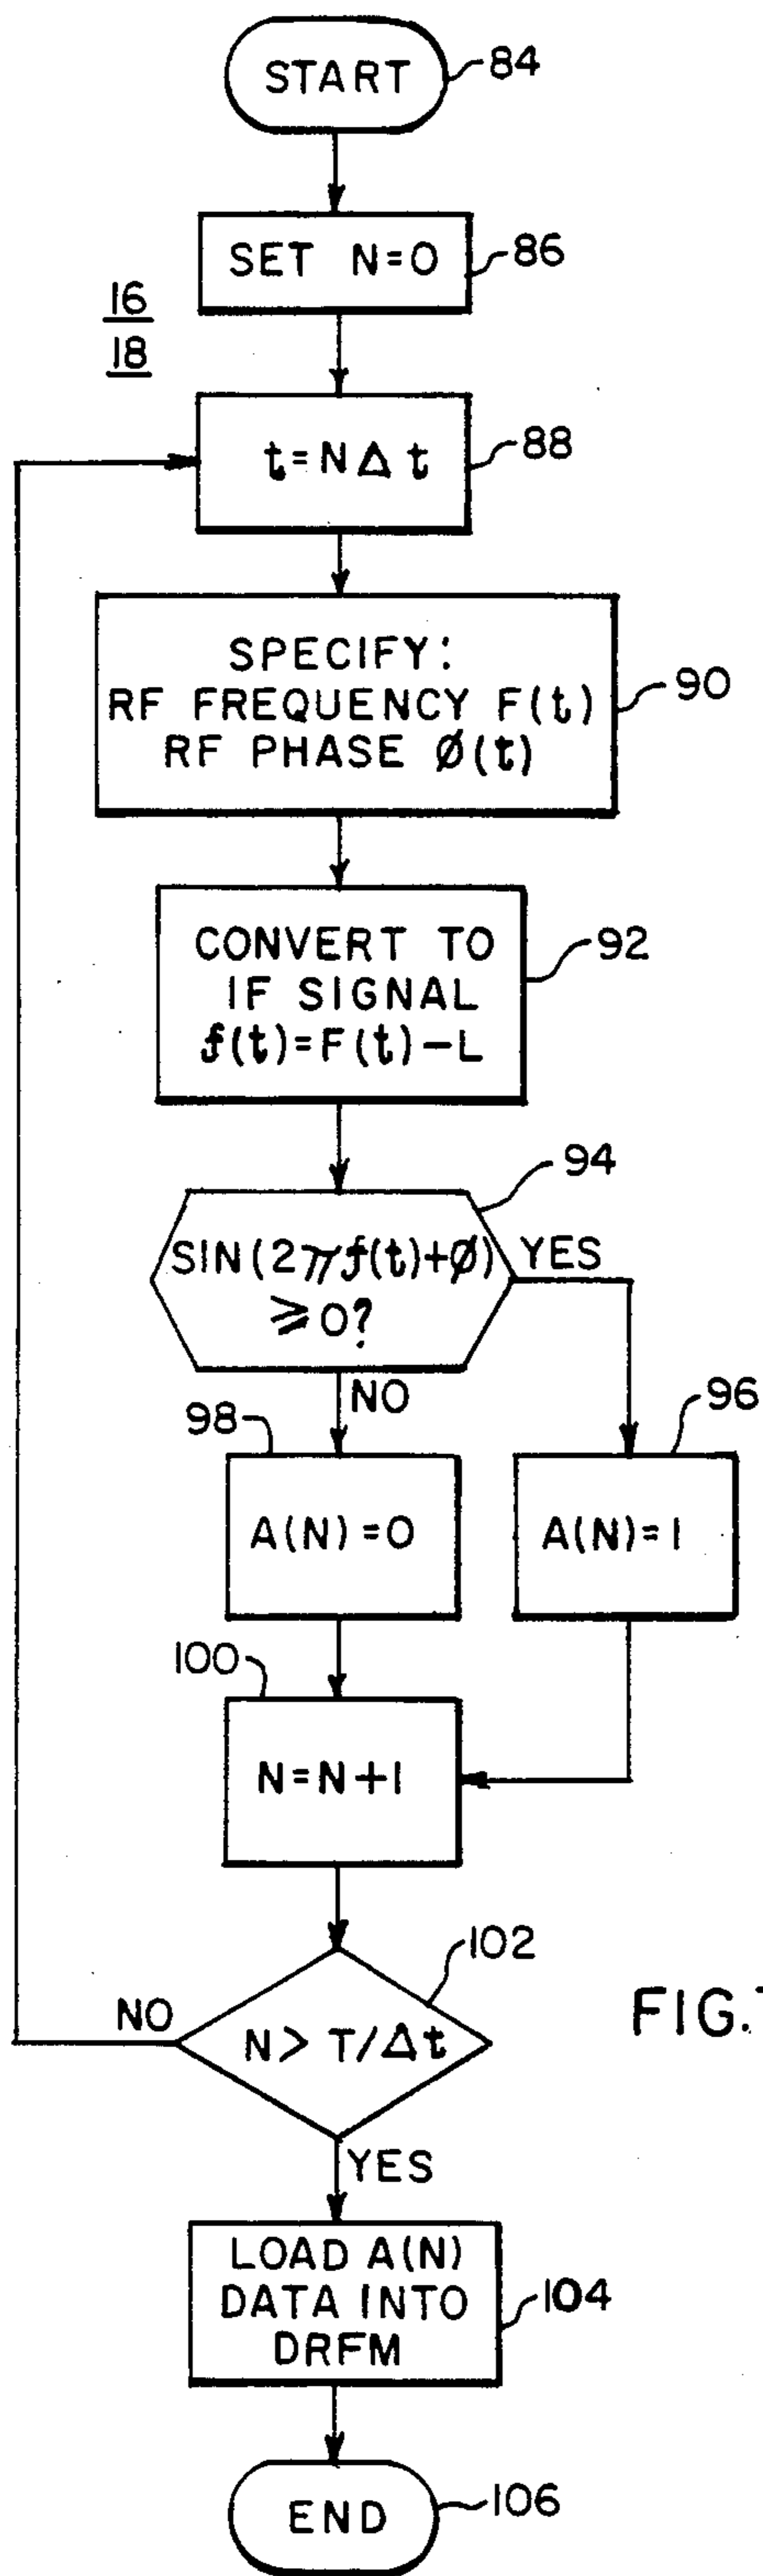 START
84
SET N=0
86
16
18
t=NΔt
88
SPECIFY:
RF FREQUENCY F(t)
RF PHASE Ø(t)
90
CONVERT TO
IF SIGNAL
f(t)=F(t)-L
92
94
SIN(2πf(t)+Ø)
≥0?
YES
NO
98
96
A(N)=0
A(N)=1
100
N=N+1
102
NO
N>T/Δt
FIG.
YES
LOAD A(N)
DATA INTO
DRFM
104
END
106